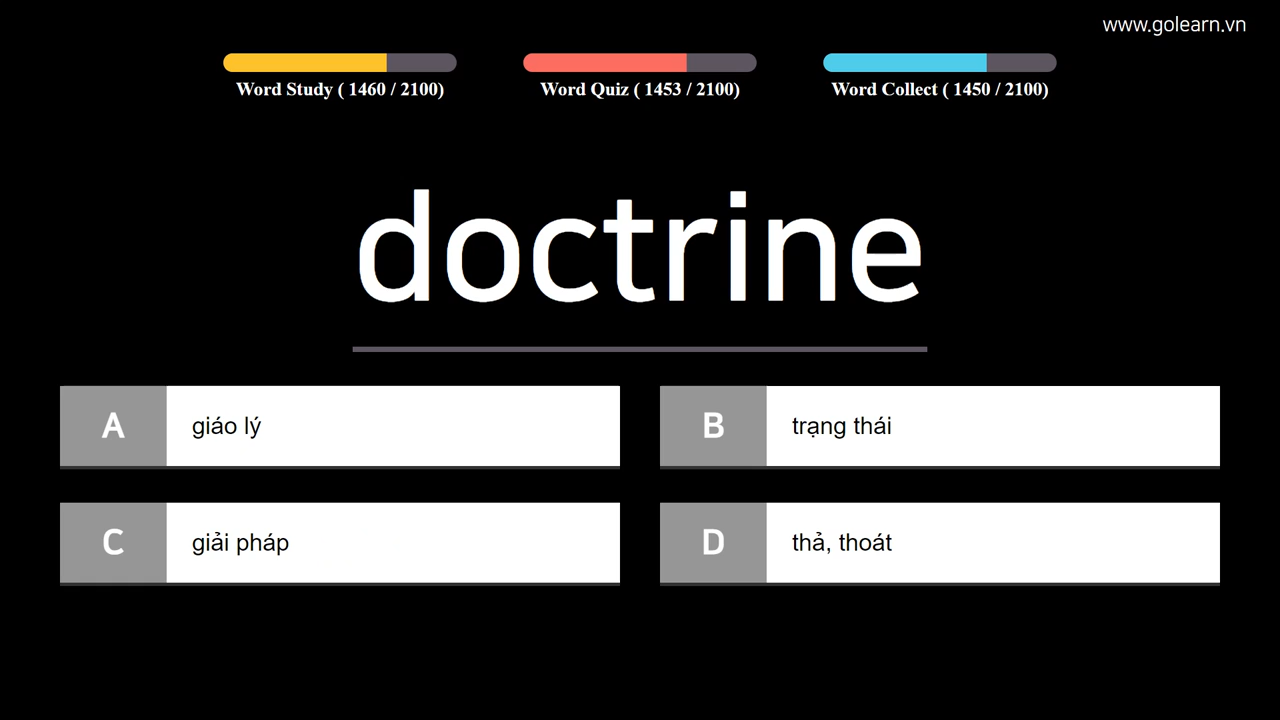 www.golearn.vn
Word Study ( 1460 / 2100)
Word Quiz ( 1453 / 2100)
Word Collect ( 1450 / 2100)
doctrine
A giáo lý
B trạng thái
C giải pháp
D thả, thoát